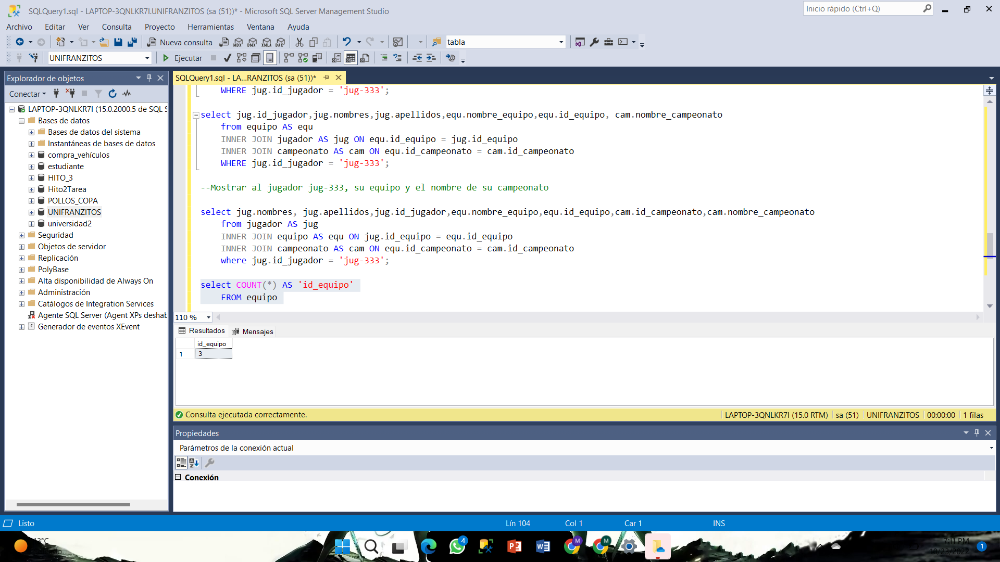 SQLQuery1.sql - LAPTOP-3QNLKR7I.UNIFRANZITOS (sa (51))* - Microsoft SQL Server Management Studio
Inicio rápido (Ctrl+Q)
Archivo Editar Ver Consulta Proyecto Herramientas Ventana Ayuda
Nueva consulta
tabla
UNIFRANZITOS
Ejecutar
Explorador de objetos
Conectar
LAPTOP-3QNLKR7I (15.0.2000.5 de SQL S
Bases de datos
Bases de datos del sistema
Instantáneas de bases de datos
compra_vehículos
estudiante
HITO_3
Hito2Tarea
POLLOS_COPA
UNIFRANZITOS
universidad2
Seguridad
Objetos de servidor
Replicación
PolyBase
Alta disponibilidad de Always On
Administración
Catálogos de Integration Services
Agente SQL Server (Agent XPs deshab
Generador de eventos XEvent
SQLQuery1.sql - LA...RANZITOS (sa (51))*
WHERE jug.id_jugador = 'jug-333';
select jug.id_jugador,jug.nombres,jug.apellidos,equ.nombre_equipo,equ.id_equipo, cam.nombre_campeonato
from equipo AS equ
INNER JOIN jugador AS jug ON equ.id_equipo = jug.id_equipo
INNER JOIN campeonato AS cam ON equ.id_campeonato = cam.id_campeonato
WHERE jug.id_jugador = 'jug-333';
--Mostrar al jugador jug-333, su equipo y el nombre de su campeonato
select jug.nombres, jug.apellidos,jug.id_jugador,equ.nombre_equipo,equ.id_equipo,cam.id_campeonato,cam.nombre_campeonato
from jugador AS jug
INNER JOIN equipo AS equ ON jug.id_equipo = equ.id_equipo
INNER JOIN campeonato AS cam ON equ.id_campeonato = cam.id_campeonato
where jug.id_jugador = 'jug-333';
select COUNT(*) AS 'id_equipo'
FROM equipo
110 %
Resultados Mensajes
id_equipo
1 3
Consulta ejecutada correctamente.
LAPTOP-3QNLKR7I (15.0 RTM) sa (51) UNIFRANZITOS 00:00:00 1 filas
Propiedades
Parámetros de la conexión actual
Conexión
Listo
Lín 104 Col 1 Car 1 INS
4
M
M
7:11 PM
10/23/2022
1